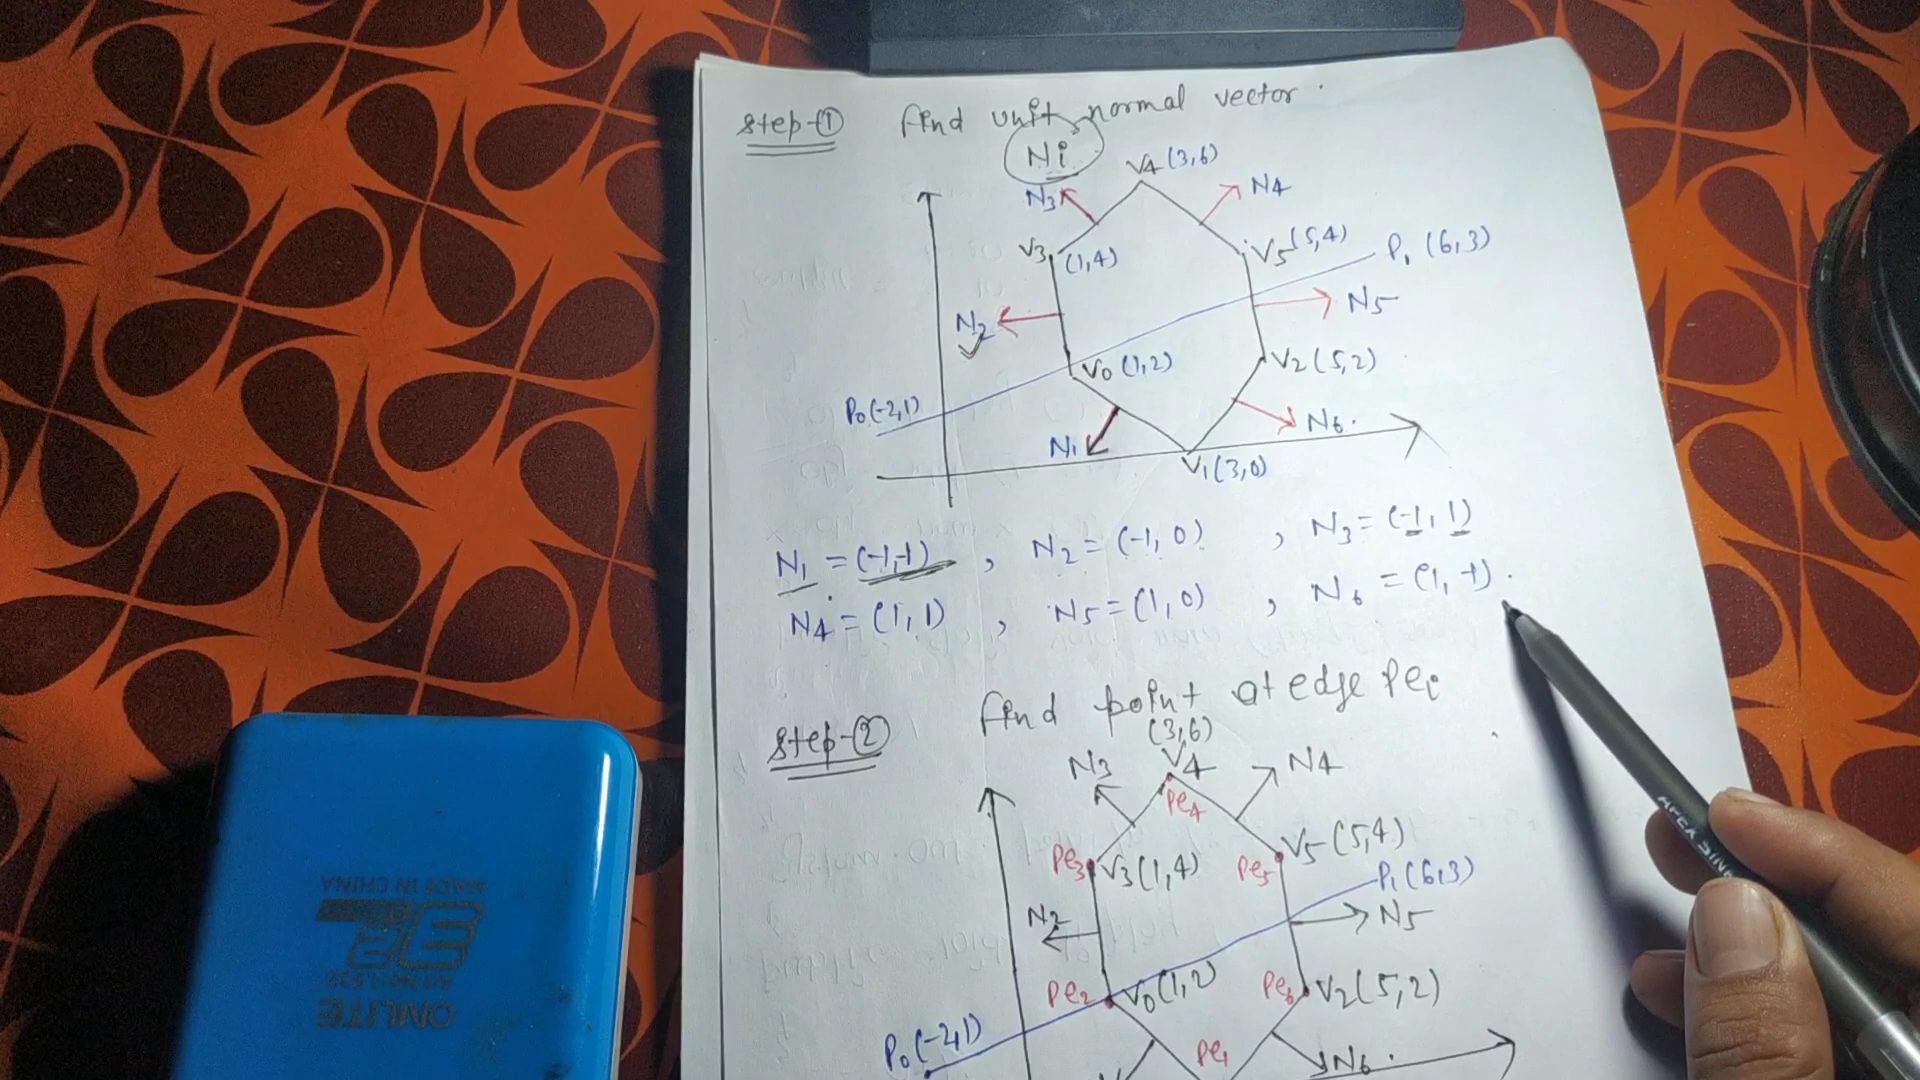 step-① find unit normal vector.
Ni
V4 (3,6)
N3
N4
V3 (1,4)
V5 (5,4)
P1 (6,3)
N2
N5
V0 (1,2)
V2 (5,2)
P0 (-2,1)
N1
N6.
V1 (3,0)
N1 = (-1,-1) , N2 = (-1,0) , N3 = (-1,1)
N4 = (1,1) , N5 = (1,0) , N6 = (1,-1).
step-② find point at edge Pei
(3,6)
N3
V4
N4
Pe4
Pe3
V3 (1,4)
Pe5
V5 (5,4)
P1 (6,3)
N2
N5
Pe2
V0 (1,2)
Pe6
V2 (5,2)
P0 (-2,1)
Pe1
N6.
MADE IN CHINA
32
ONLITE